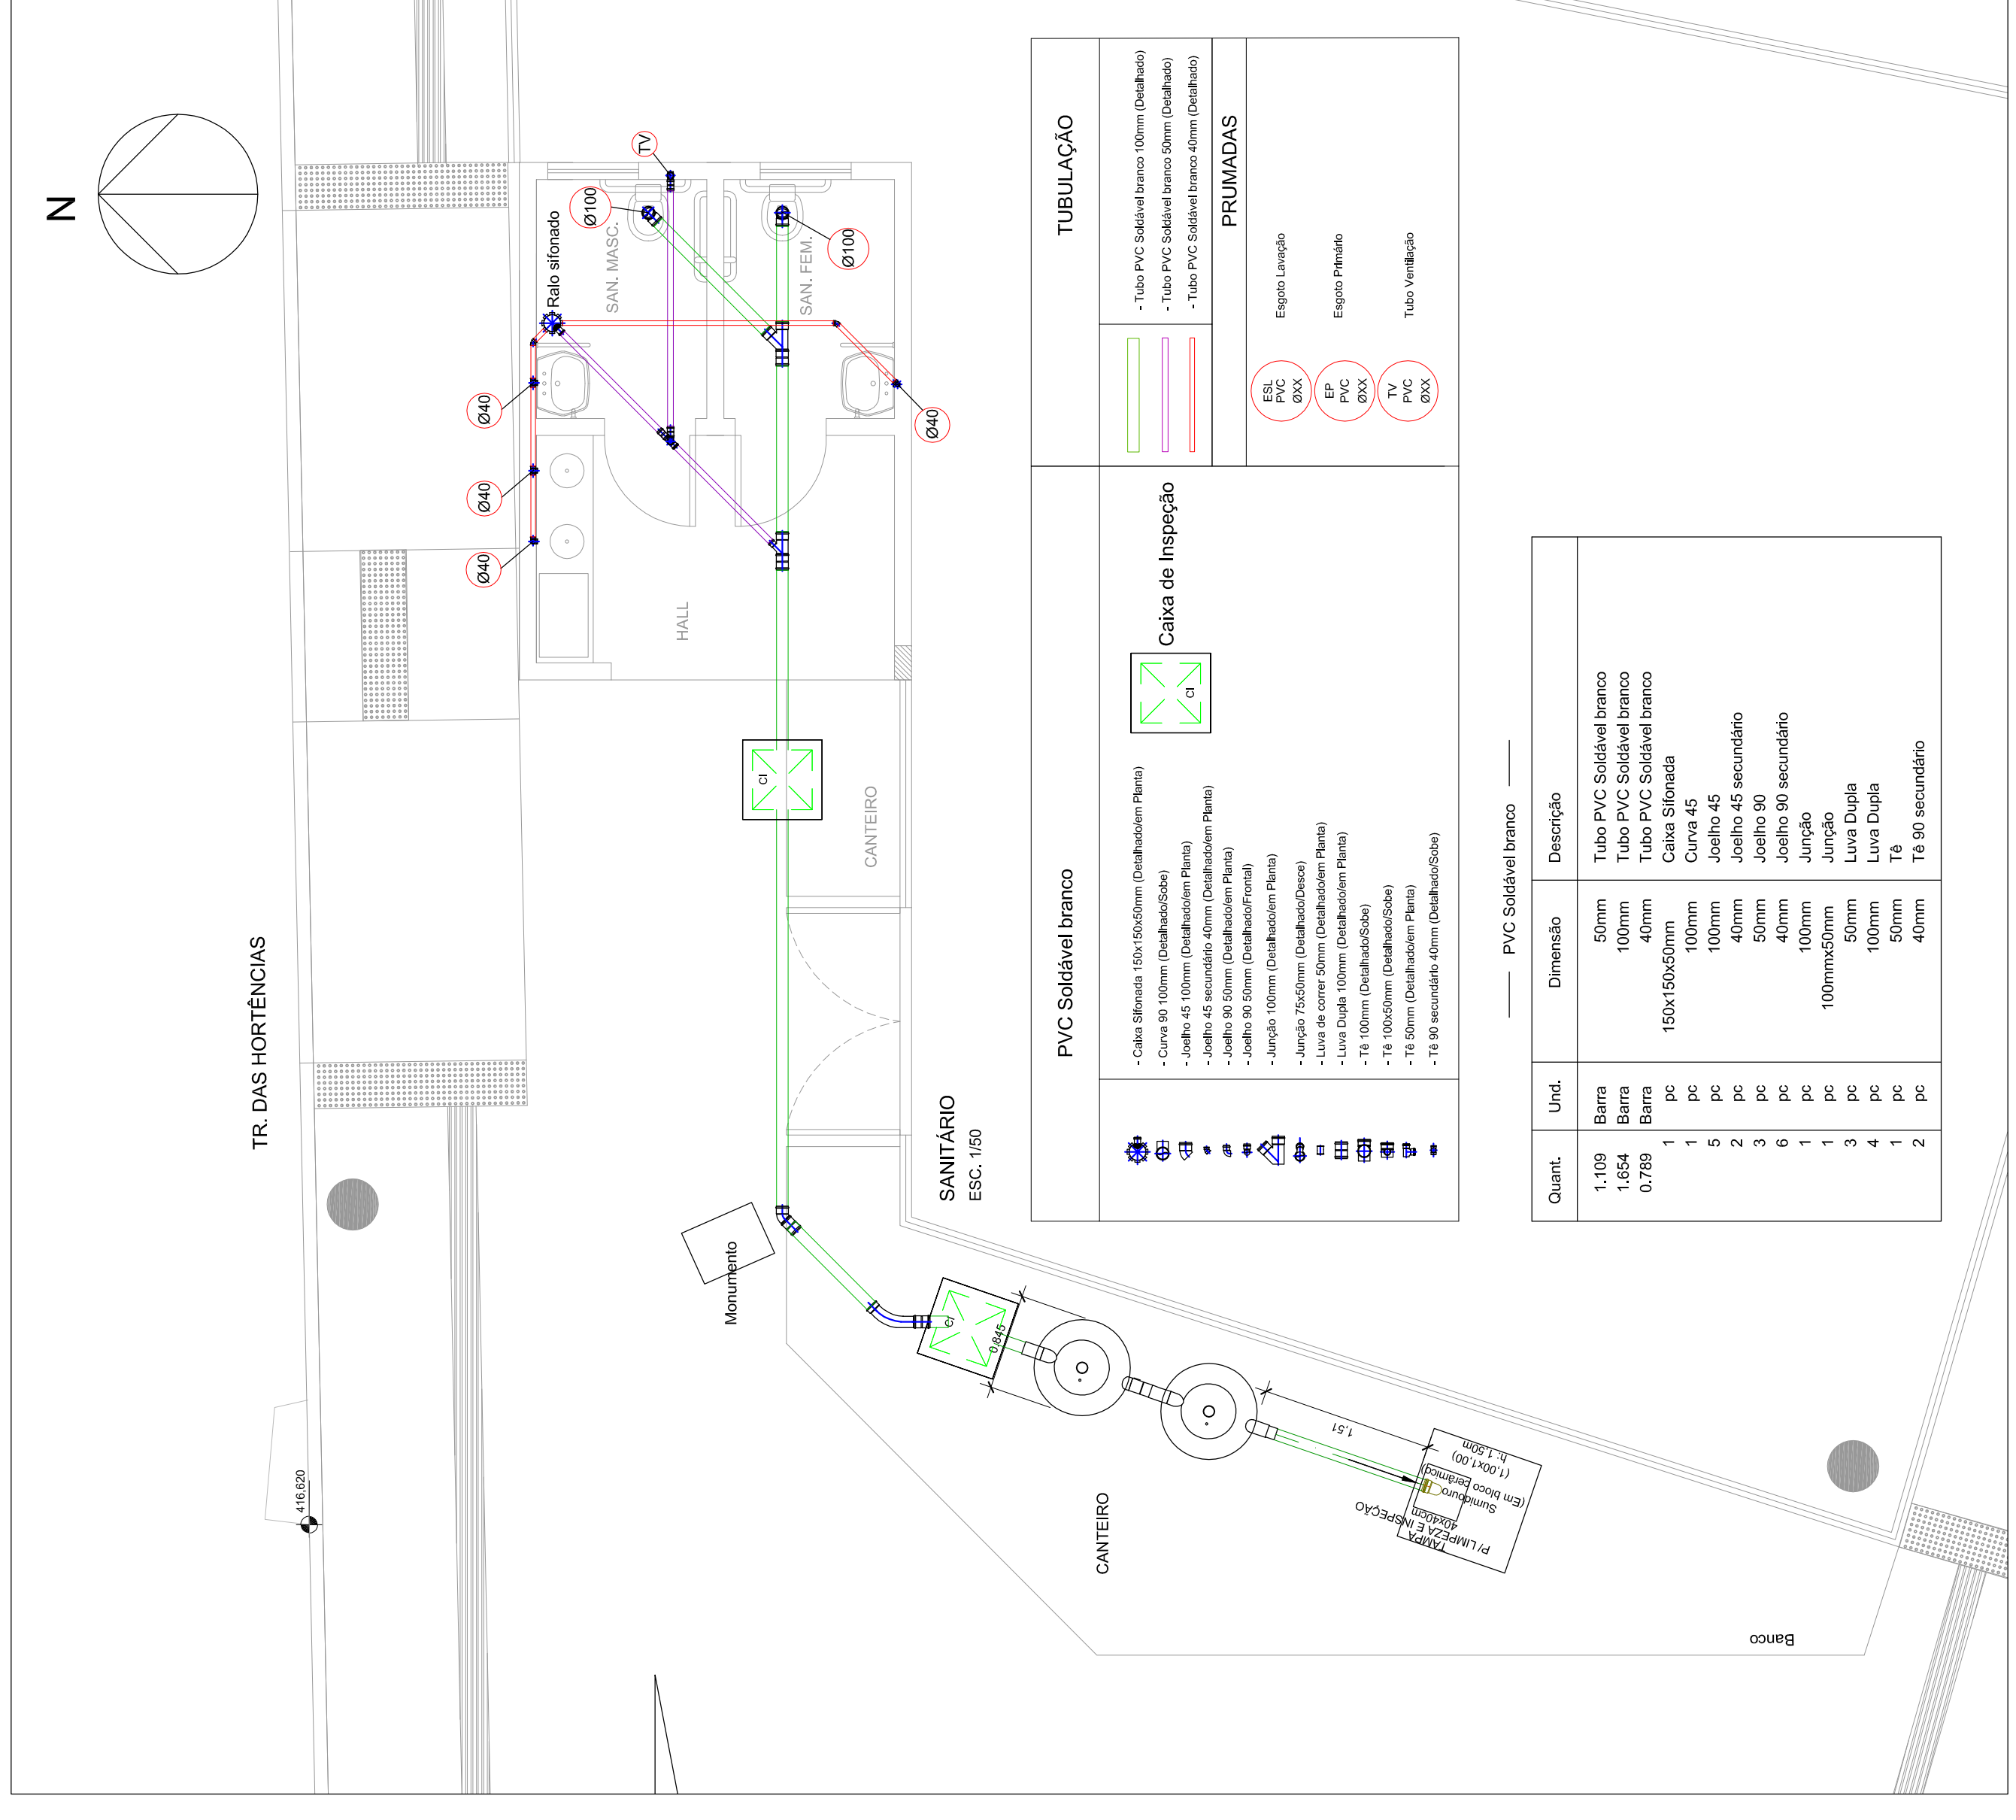 N
TR. DAS HORTÊNCIAS
416,620
Ø40
Ø40
Ø40
Ralo sifonado
Ø100
TV
SAN. MASC.
SAN. FEM.
Ø100
Ø40
HALL
CI
CANTEIRO
Monumento
SANITÁRIO
ESC. 1/50
CI
0,845
1,51
CANTEIRO
TAMPA
P/ LIMPEZA E INSPEÇÃO
40x40cm
Sumidouro
(Em bloco cerâmico)
(1,00x1,00)
h: 1,50m
Banco
PVC Soldável branco
- Caixa Sifonada 150x150x50mm (Detalhado/em Planta)
- Curva 90 100mm (Detalhado/Sobe)
- Joelho 45 100mm (Detalhado/em Planta)
- Joelho 45 secundário 40mm (Detalhado/em Planta)
- Joelho 90 50mm (Detalhado/em Planta)
- Joelho 90 50mm (Detalhado/Frontal)
- Junção 100mm (Detalhado/em Planta)
- Junção 75x50mm (Detalhado/Desce)
- Luva de correr 50mm (Detalhado/em Planta)
- Luva Dupla 100mm (Detalhado/em Planta)
- Tê 100mm (Detalhado/Sobe)
- Tê 100x50mm (Detalhado/Sobe)
- Tê 50mm (Detalhado/em Planta)
- Tê 90 secundário 40mm (Detalhado/Sobe)
CI
Caixa de Inspeção
TUBULAÇÃO
- Tubo PVC Soldável branco 100mm (Detalhado)
- Tubo PVC Soldável branco 50mm (Detalhado)
- Tubo PVC Soldável branco 40mm (Detalhado)
PRUMADAS
ESL
PVC
ØXX
Esgoto Lavação
EP
PVC
ØXX
Esgoto Primário
TV
PVC
ØXX
Tubo Ventilação
PVC Soldável branco
Quant. Und. Dimensão Descrição
1.109 Barra 50mm Tubo PVC Soldável branco
1.654 Barra 100mm Tubo PVC Soldável branco
0.789 Barra 40mm Tubo PVC Soldável branco
1 pc 150x150x50mm Caixa Sifonada
1 pc 100mm Curva 45
5 pc 100mm Joelho 45
2 pc 40mm Joelho 45 secundário
3 pc 50mm Joelho 90
6 pc 40mm Joelho 90 secundário
1 pc 100mm Junção
1 pc 100mmx50mm Junção
3 pc 50mm Luva Dupla
4 pc 100mm Luva Dupla
1 pc 50mm Tê
2 pc 40mm Tê 90 secundário